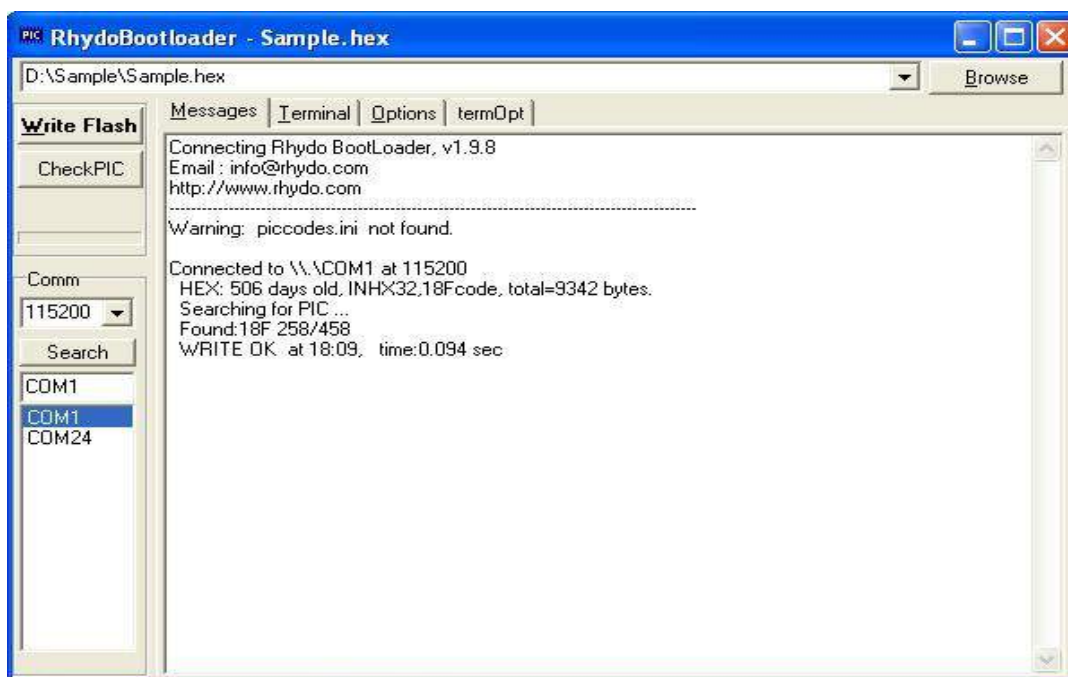 PIC RhydoBootloader - Sample.hex
D:\Sample\Sample.hex
Browse
Write Flash
CheckPIC
Messages Terminal Options termOpt
Connecting Rhydo BootLoader, v1.9.8
Email : info@rhydo.com
http://www.rhydo.com
--------------------------------------------------------------------------------
Warning: piccodes.ini not found.
Connected to \\.\COM1 at 115200
HEX: 506 days old, INHX32,18Fcode, total=9342 bytes.
Searching for PIC ...
Found:18F 258/458
WRITE OK at 18:09, time:0.094 sec
Comm
115200
Search
COM1
COM1
COM24